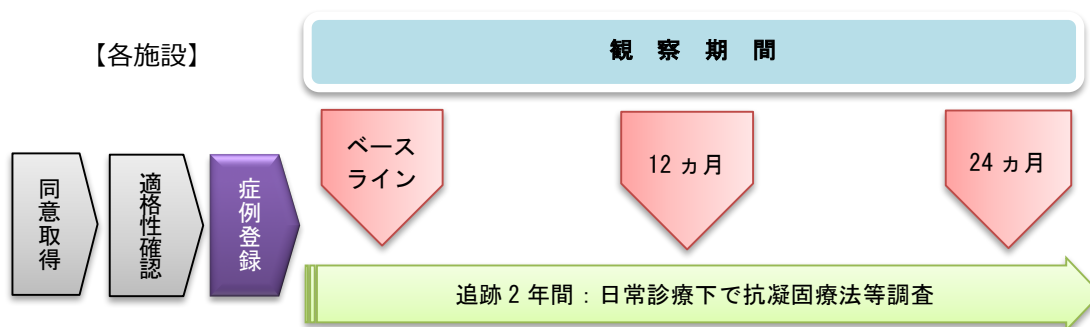 【各施設】
観 察 期 間
同意取得
適格性確認
症例登録
ベース
ライン
12 ヵ月
24 ヵ月
追跡 2 年間：日常診療下で抗凝固療法等調査